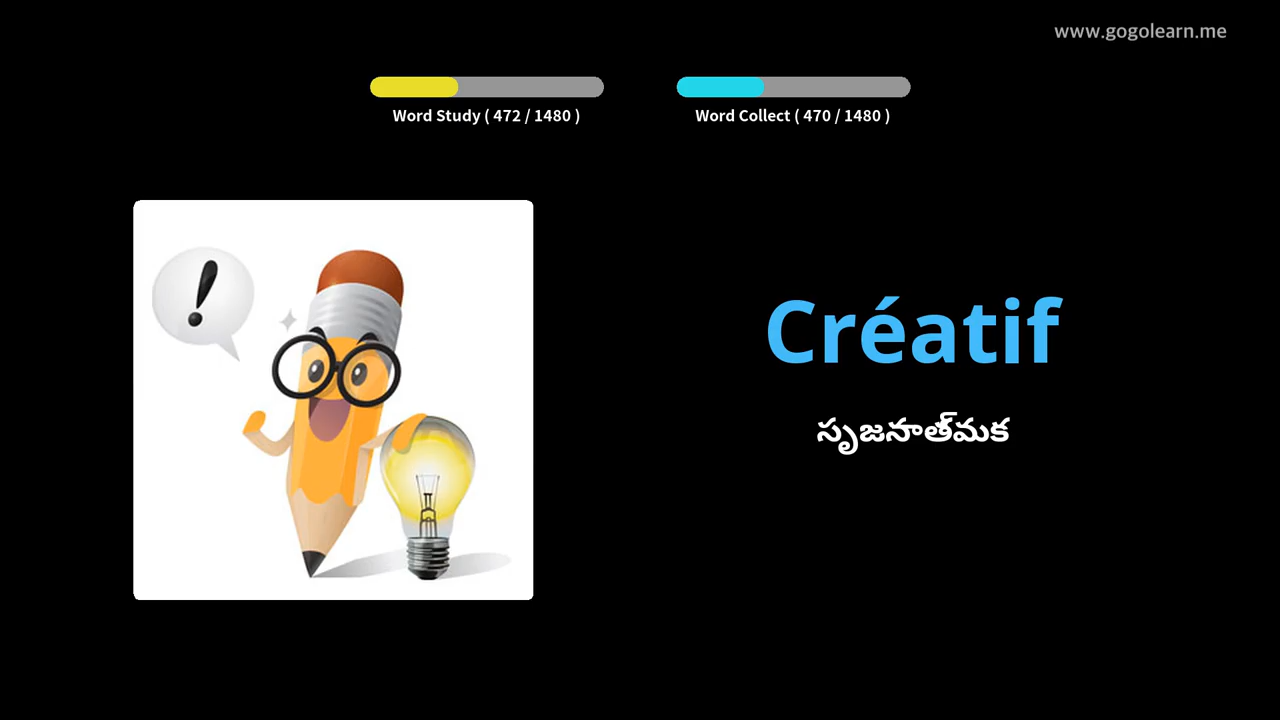 www.gogolearn.me
Word Study ( 472 / 1480 )
Word Collect ( 470 / 1480 )
!
Créatif
సృజనాత్మక